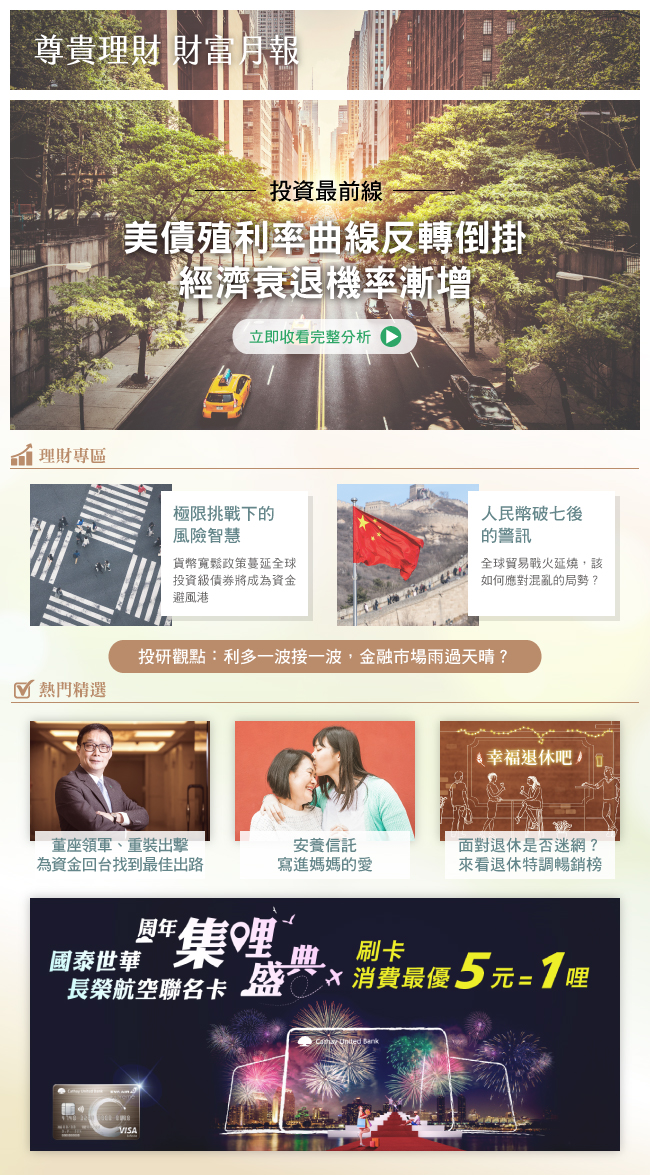 尊貴理財 財富月報
投資最前線
美債殖利率曲線反轉倒掛
經濟衰退機率漸增
立即收看完整分析
理財專區
極限挑戰下的
風險智慧
貨幣寬鬆政策蔓延全球
投資級債券將成為資金
避風港
人民幣破七後
的警訊
全球貿易戰火延燒，該
如何應對混亂的局勢？
投研觀點：利多一波接一波，金融市場雨過天晴？
熱門精選
董座領軍、重裝出擊
為資金回台找到最佳出路
安養信託
寫進媽媽的愛
幸福退休吧
面對退休是否迷網？
來看退休特調暢銷榜
國泰世華
長榮航空聯名卡
周年集哩
盛典
刷卡
消費最優5元=1哩
Cathay United Bank
Cathay United Bank
VISA